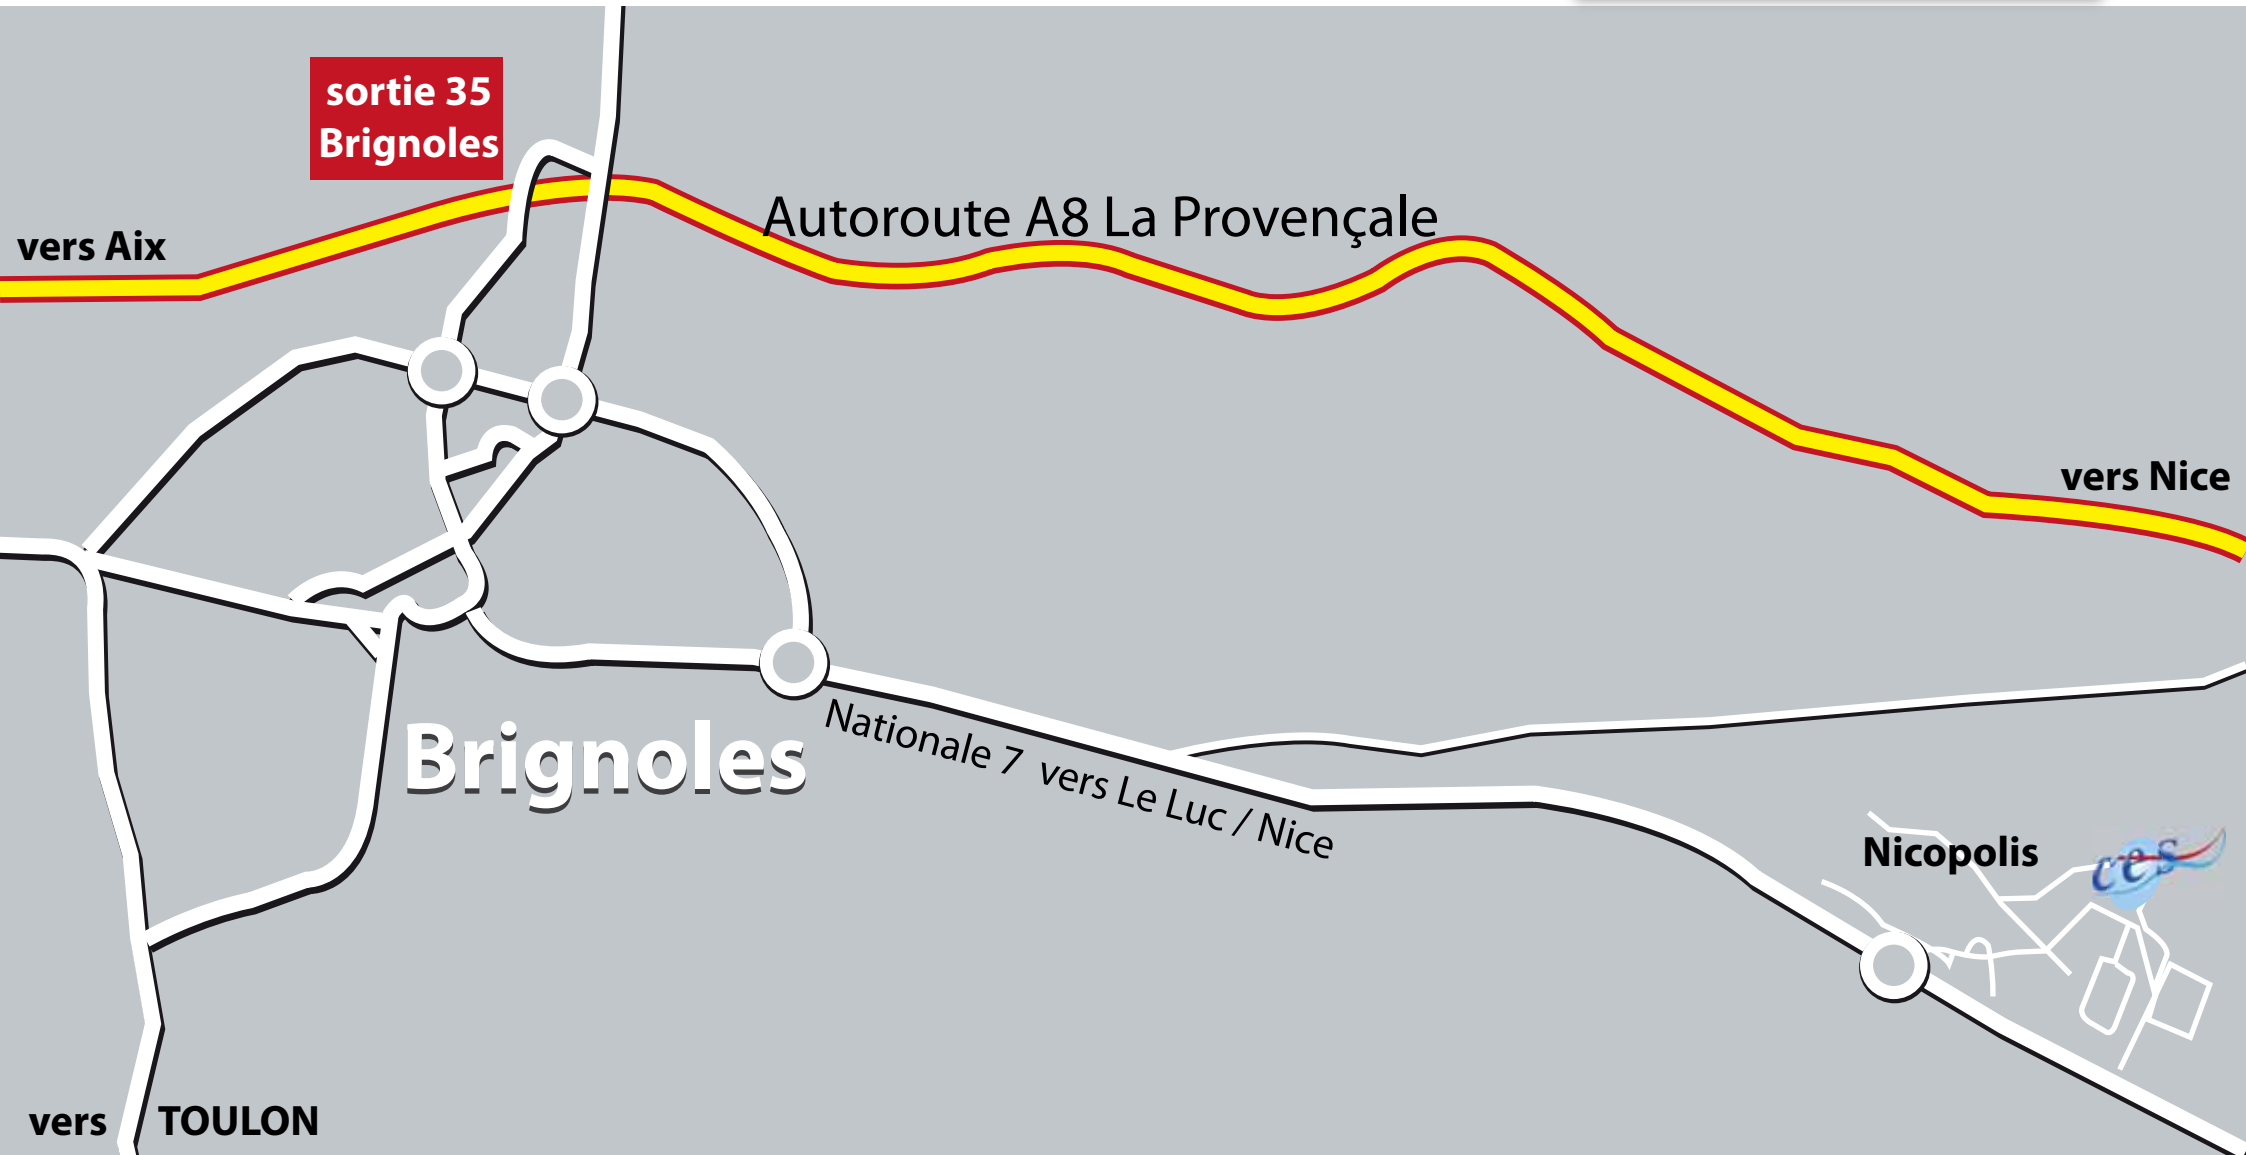 sortie 35
Brignoles
vers Aix
Autoroute A8 La Provençale
vers Nice
Brignoles
Nationale 7 vers Le Luc / Nice
Nicopolis
ces
vers TOULON